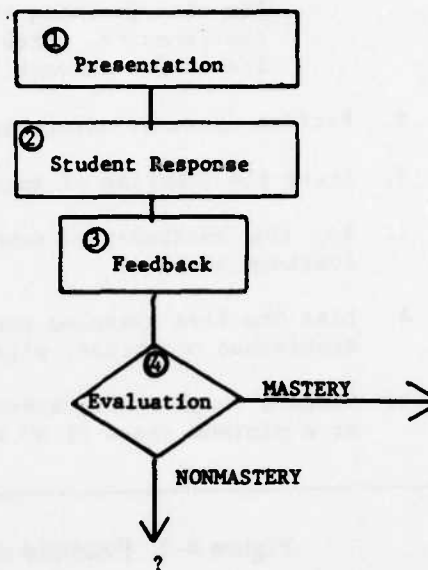 ①
Presentation
②
Student Response
③
Feedback
④
Evaluation
MASTERY
NONMASTERY
?